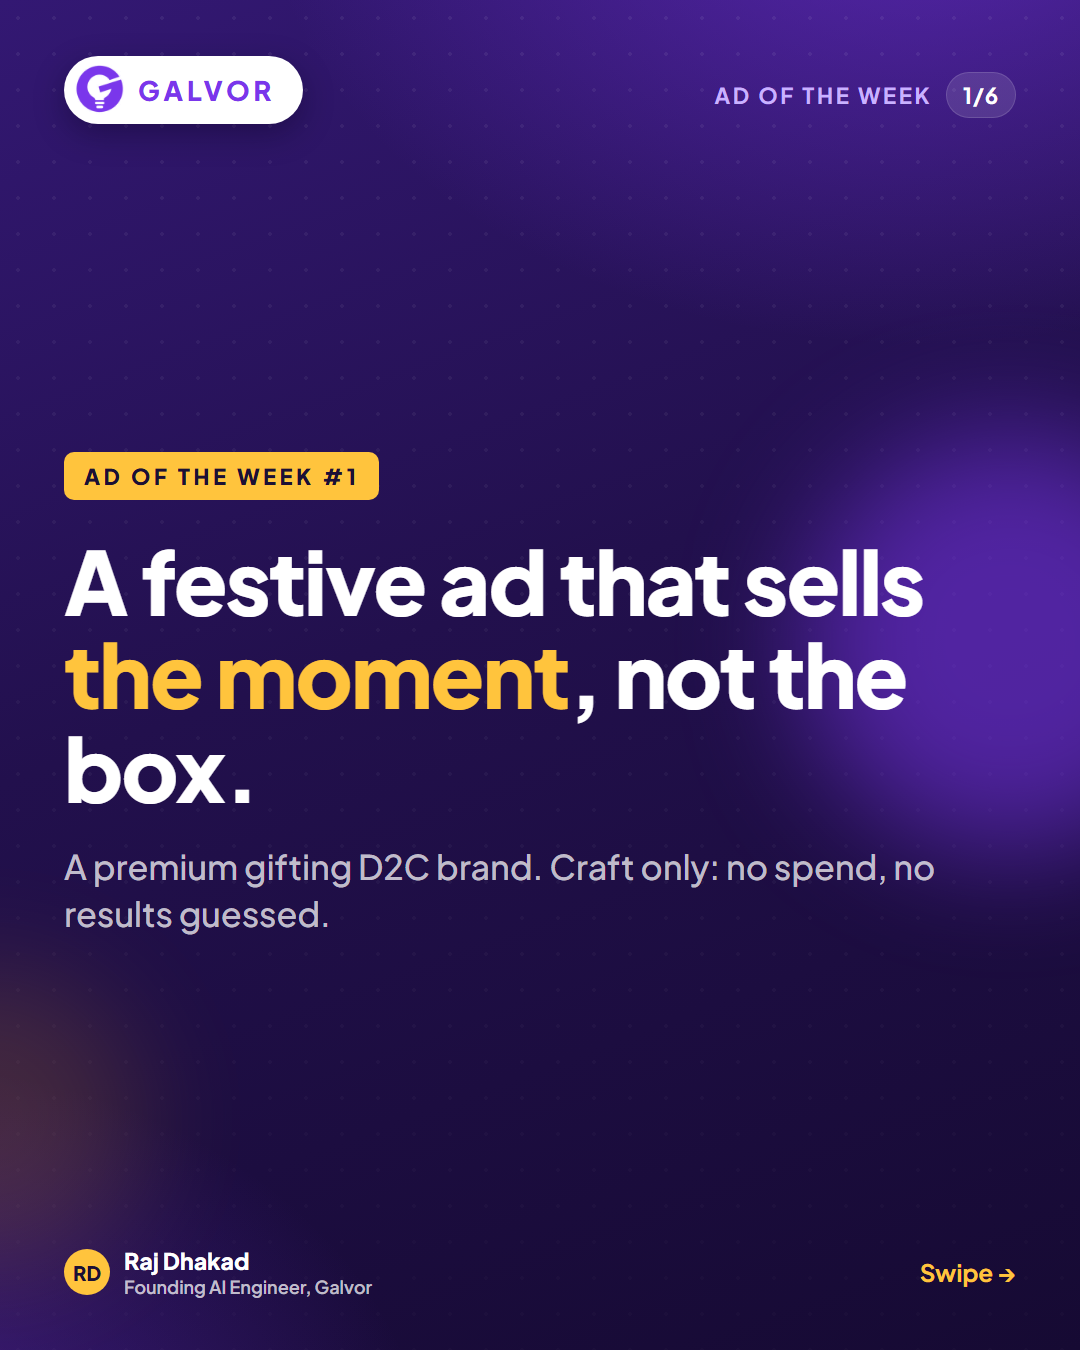 GALVOR
AD OF THE WEEK 1/6
AD OF THE WEEK #1
A festive ad that sells
the moment, not the
box.
A premium gifting D2C brand. Craft only: no spend, no
results guessed.
RD
Raj Dhakad
Founding AI Engineer, Galvor
Swipe →